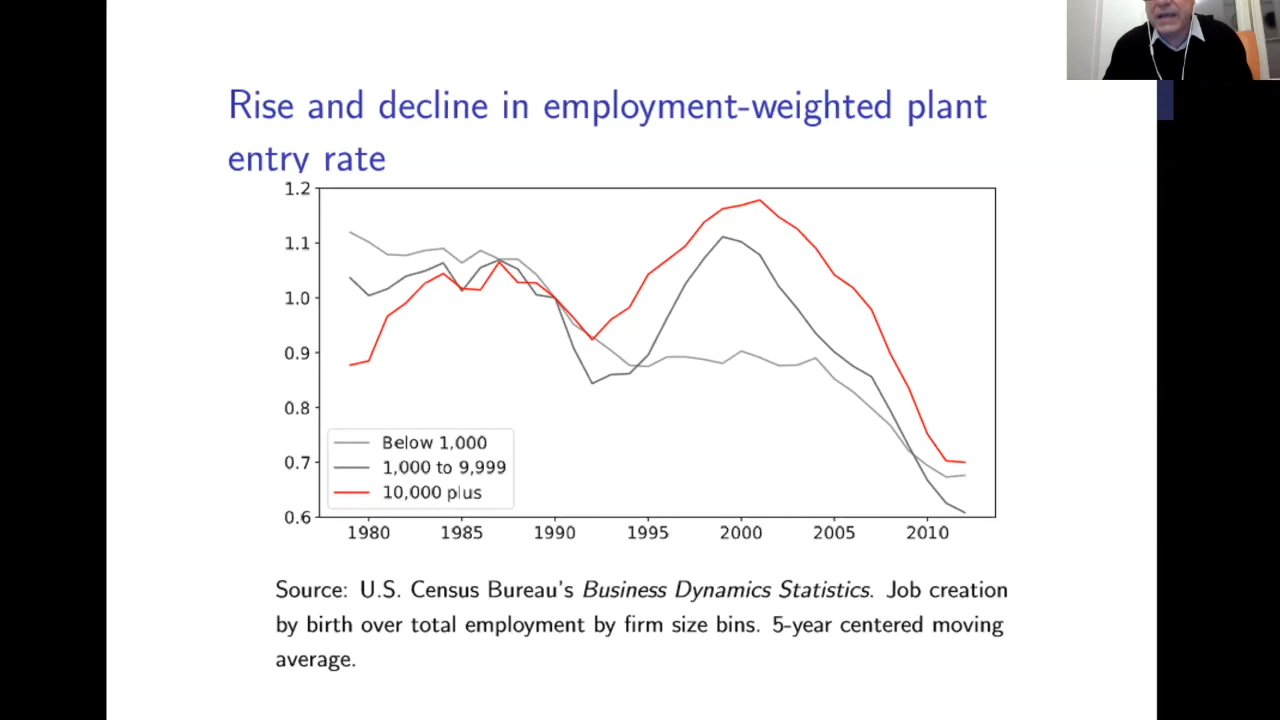 Rise and decline in employment-weighted plant
entry rate
1.2
1.1
1.0
0.9
0.8
0.7
0.6
Below 1,000
1,000 to 9,999
10,000 plus
1980 1985 1990 1995 2000 2005 2010
Source: U.S. Census Bureau's Business Dynamics Statistics. Job creation
by birth over total employment by firm size bins. 5-year centered moving
average.